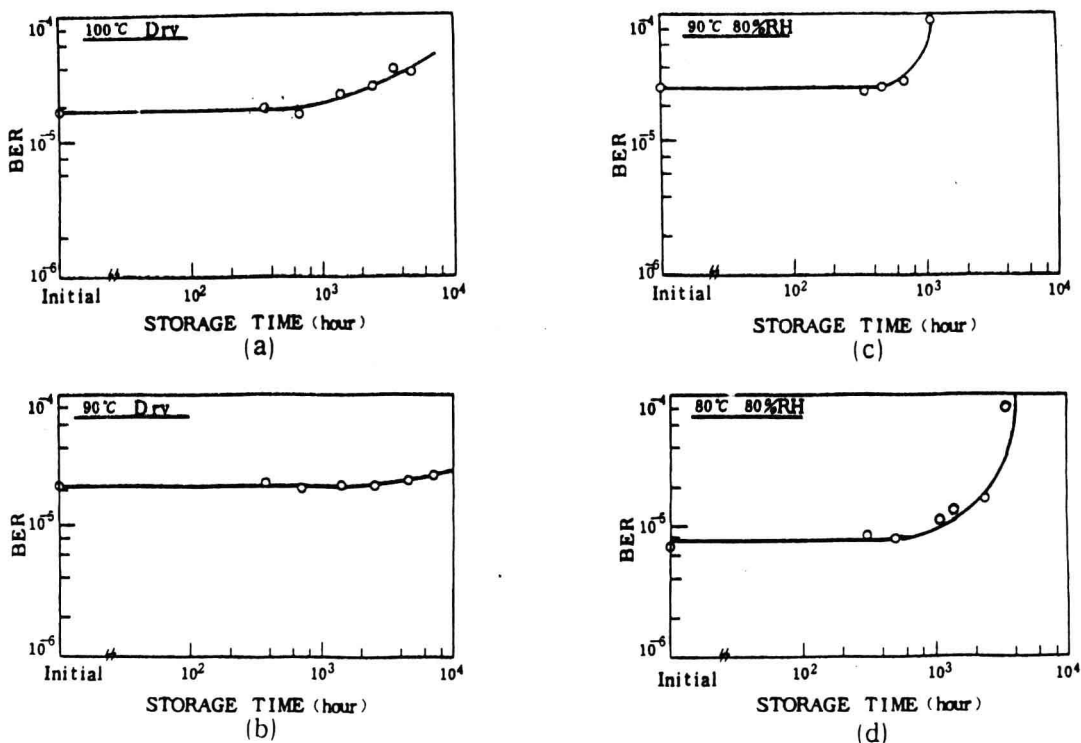 100℃ Dry
10⁻⁴
10⁻⁵
10⁻⁶
BER
Initial
10²
10³
10⁴
STORAGE TIME (hour)
(a)
90℃ Dry
10⁻⁴
10⁻⁵
10⁻⁶
BER
Initial
10²
10³
10⁴
STORAGE TIME (hour)
(b)
90℃ 80%RH
10⁻⁴
10⁻⁵
10⁻⁶
BER
Initial
10²
10³
10⁴
STORAGE TIME (hour)
(c)
80℃ 80%RH
10⁻⁴
10⁻⁵
10⁻⁶
BER
Initial
10²
10³
10⁴
STORAGE TIME (hour)
(d)